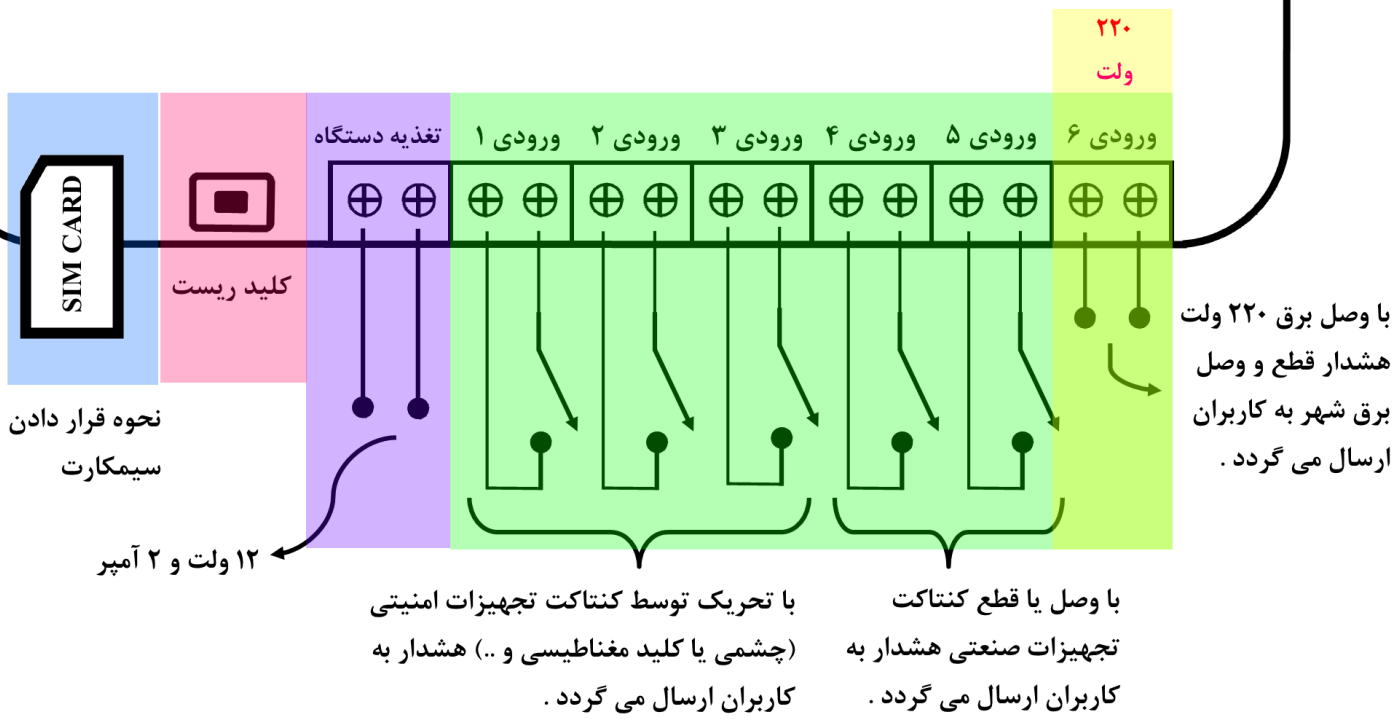 ۲۲۰
ولت
ورودی ۶
ورودی ۵
ورودی ۴
ورودی ۳
ورودی ۲
ورودی ۱
تغذیه دستگاه
SIM CARD
کلید ریست
با وصل برق ۲۲۰ ولت
هشدار قطع و وصل
برق شهر به کاربران
ارسال می گردد .
نحوه قرار دادن
سیمکارت
۱۲ ولت و ۲ آمپر
با وصل یا قطع کنتاکت
تجهیزات صنعتی هشدار به
کاربران ارسال می گردد .
با تحریک توسط کنتاکت تجهیزات امنیتی
(چشمی یا کلید مغناطیسی و ..) هشدار به
کاربران ارسال می گردد .